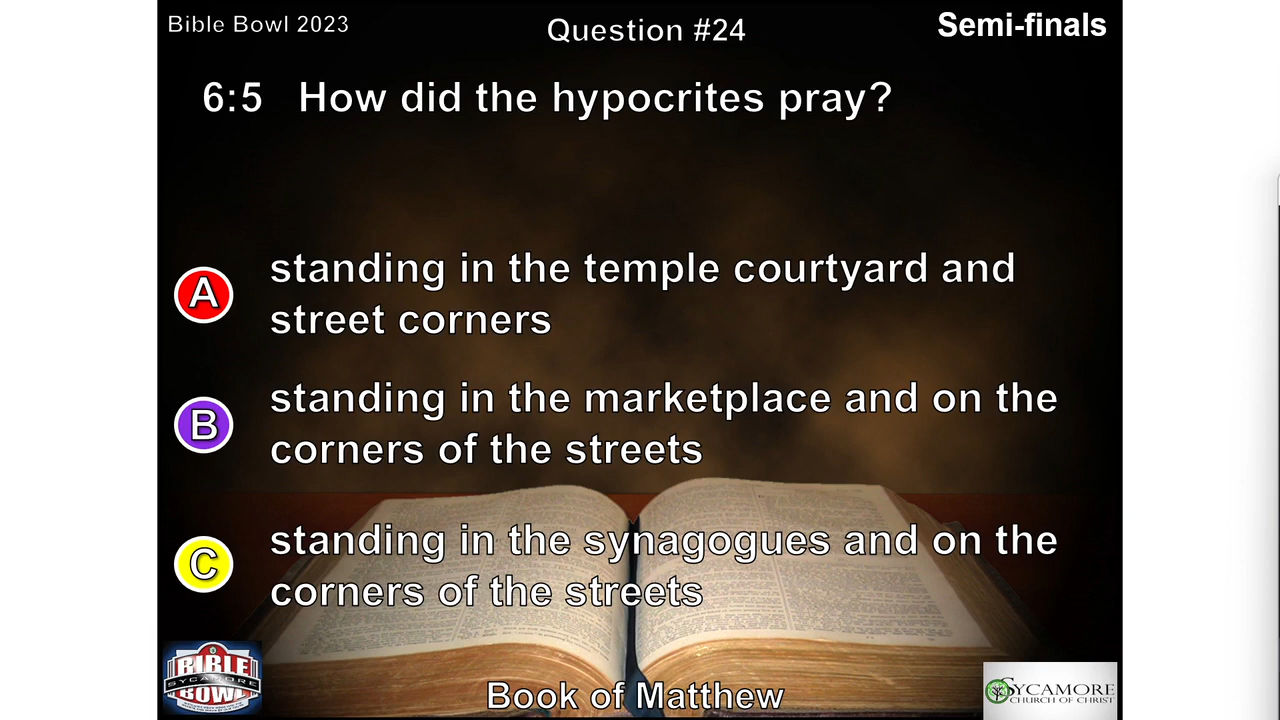 Bible Bowl 2023
Question #24
Semi-finals
6:5 How did the hypocrites pray?
A
standing in the temple courtyard and
street corners
B
standing in the marketplace and on the
corners of the streets
C
standing in the synagogues and on the
corners of the streets
BIBLE
SYCAMORE
BOWL
Book of Matthew
SYCAMORE
CHURCH OF CHRIST